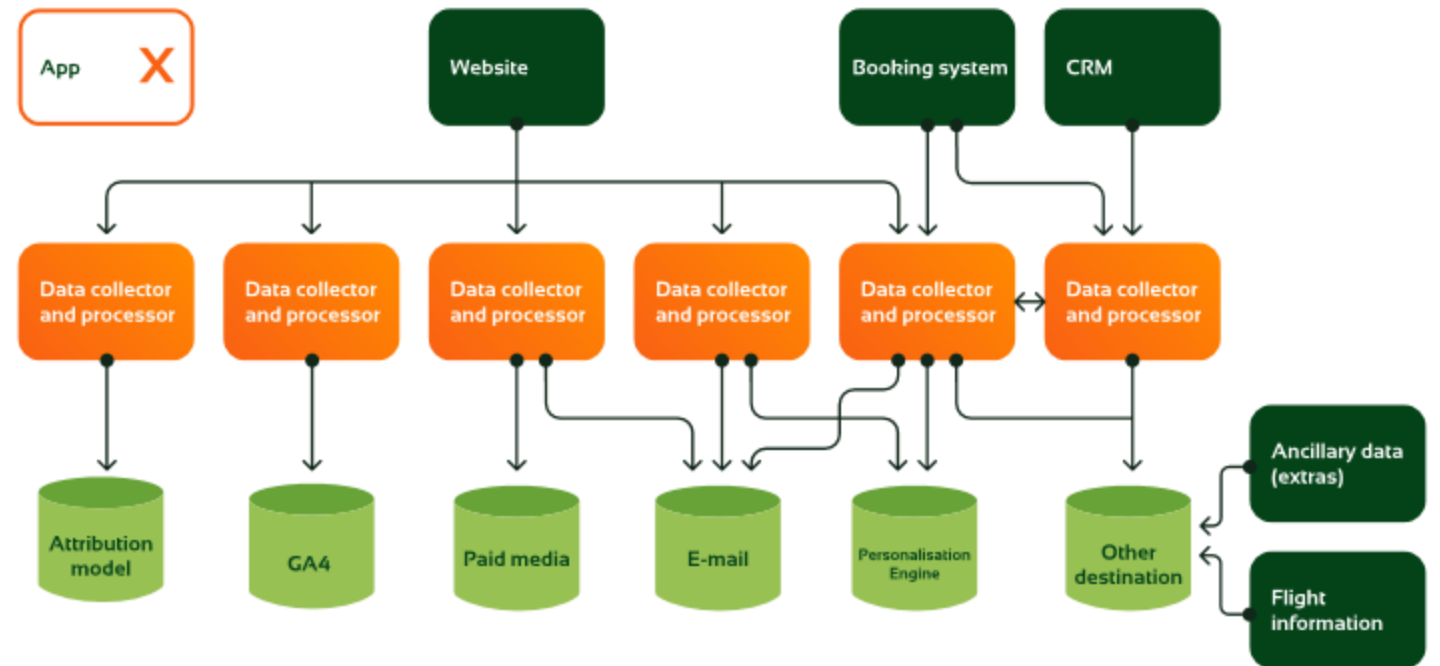 App X
Website
Booking system
CRM
Data collector
and processor
Data collector
and processor
Data collector
and processor
Data collector
and processor
Data collector
and processor
Data collector
and processor
Attribution
model
GA4
Paid media
E-mail
Personalisation
Engine
Other
destination
Ancillary data
(extras)
Flight
information